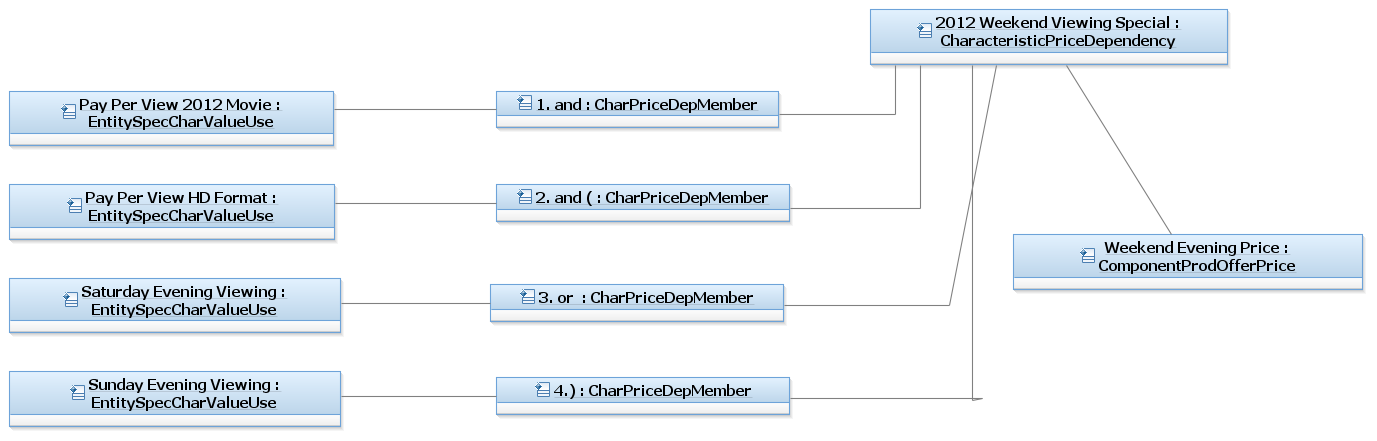 2012 Weekend Viewing Special :
CharacteristicPriceDependency
Pay Per View 2012 Movie :
EntitySpecCharValueUse
1. and : CharPriceDepMember
Pay Per View HD Format :
EntitySpecCharValueUse
2. and ( : CharPriceDepMember
Weekend Evening Price :
ComponentProdOfferPrice
Saturday Evening Viewing :
EntitySpecCharValueUse
3. or  : CharPriceDepMember
Sunday Evening Viewing :
EntitySpecCharValueUse
4.) : CharPriceDepMember